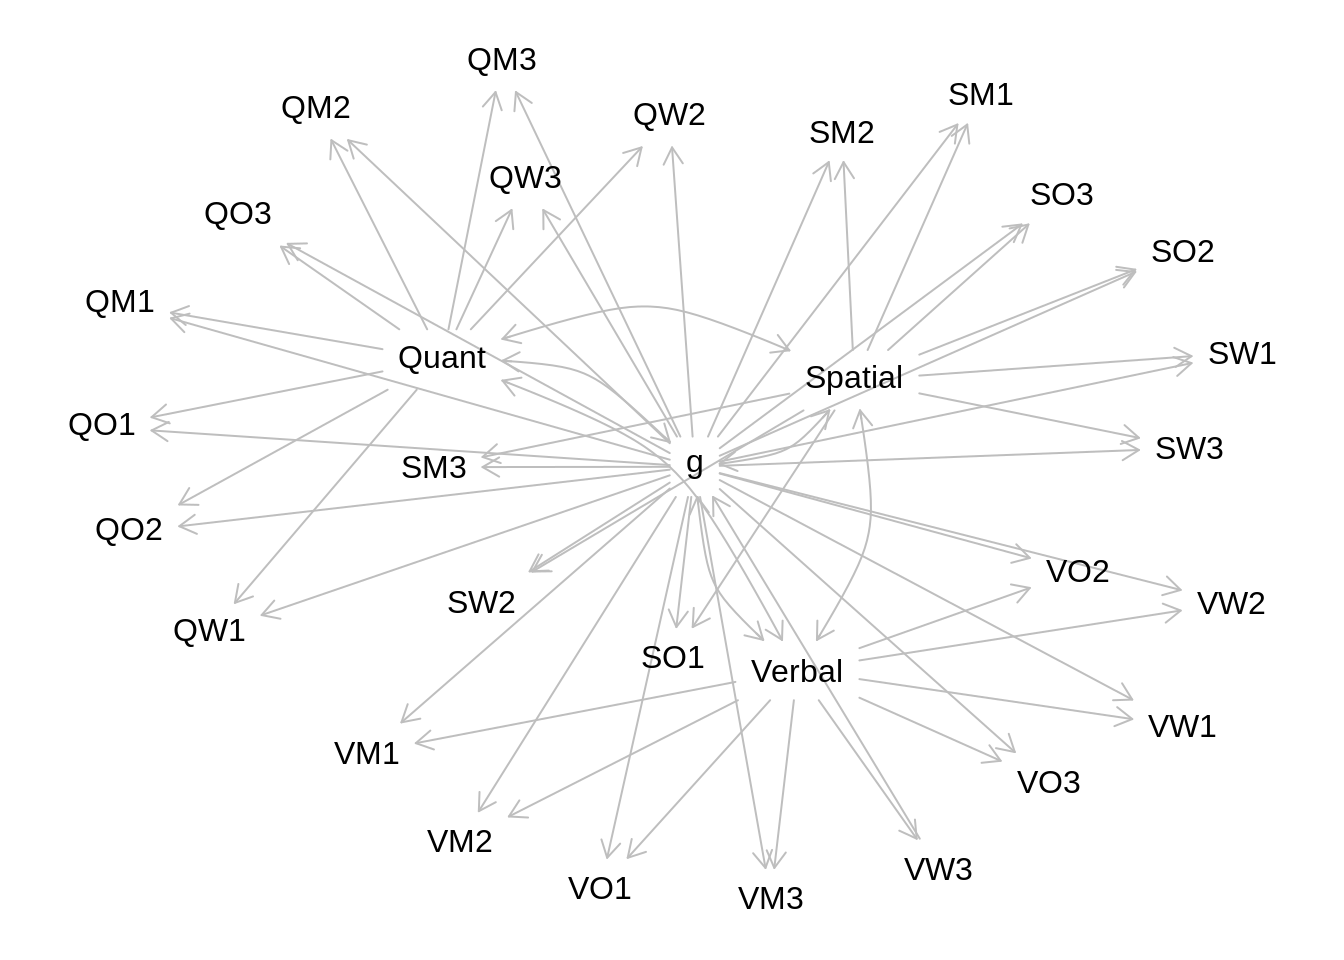 QM3
SM1
QM2
QW2
SM2
QW3
SO3
QO3
SO2
QM1
SW1
Quant
Spatial
QO1
SW3
g
SM3
QO2
VO2
SW2
VW2
QW1
SO1
Verbal
VW1
VM1
VO3
VM2
VW3
VO1
VM3